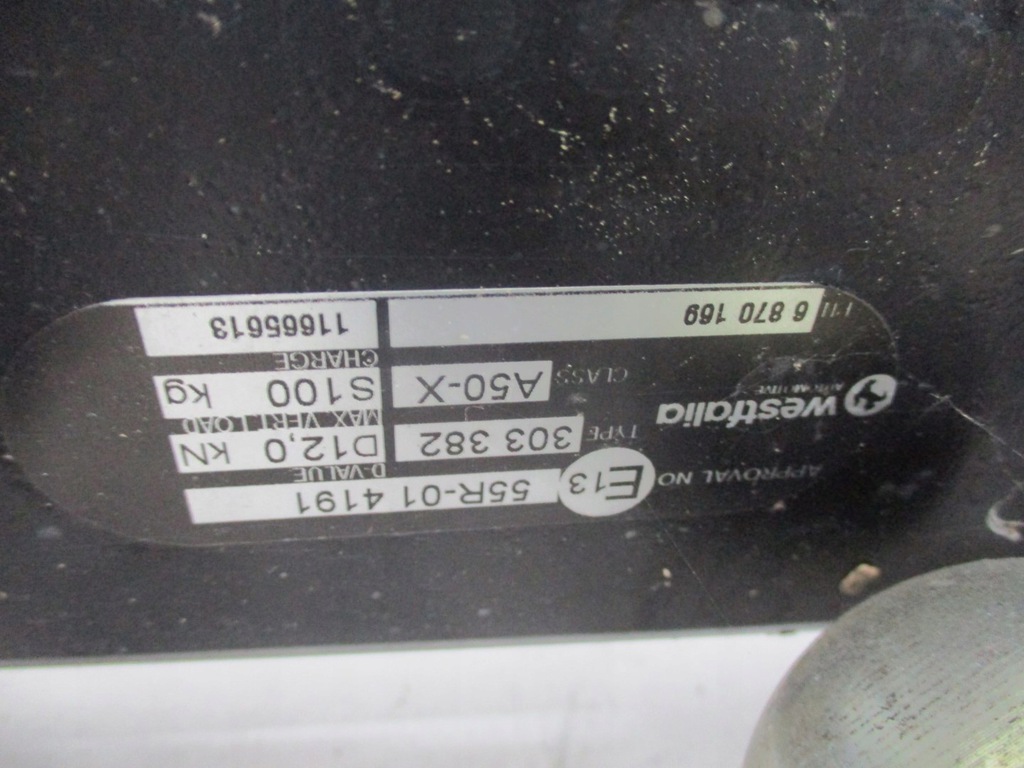 APPROVAL NO E13 55R-01 4191
westfalia
AUTOMOTIVE
TYPE 303 382
D-VALUE
D12,0 kN
CLASS A50-X
MAX. VERT. LOAD
S100 kg
6 870 169
CHARGE
11665613